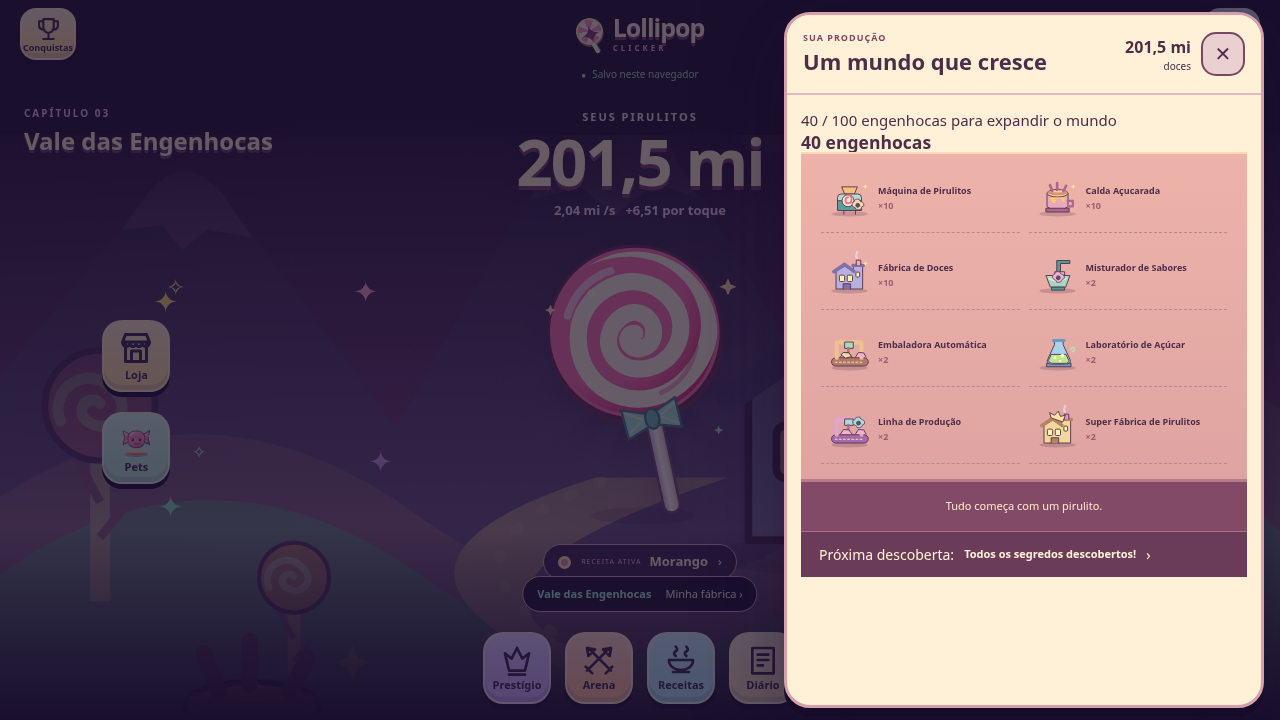 Conquistas
Lollipop
CLICKER
Salvo neste navegador
CAPÍTULO 03
Vale das Engenhocas
SEUS PIRULITOS
201,5 mi
2,04 mi /s +6,51 por toque
Loja
Pets
RECEITA ATIVA Morango ›
Vale das Engenhocas Minha fábrica ›
Prestígio
Arena
Receitas
Diário
SUA PRODUÇÃO
Um mundo que cresce
201,5 mi
doces
40 / 100 engenhocas para expandir o mundo
40 engenhocas
Máquina de Pirulitos
×10
Calda Açucarada
×10
Fábrica de Doces
×10
Misturador de Sabores
×2
Embaladora Automática
×2
Laboratório de Açúcar
×2
Linha de Produção
×2
Super Fábrica de Pirulitos
×2
Tudo começa com um pirulito.
Próxima descoberta: Todos os segredos descobertos! ›